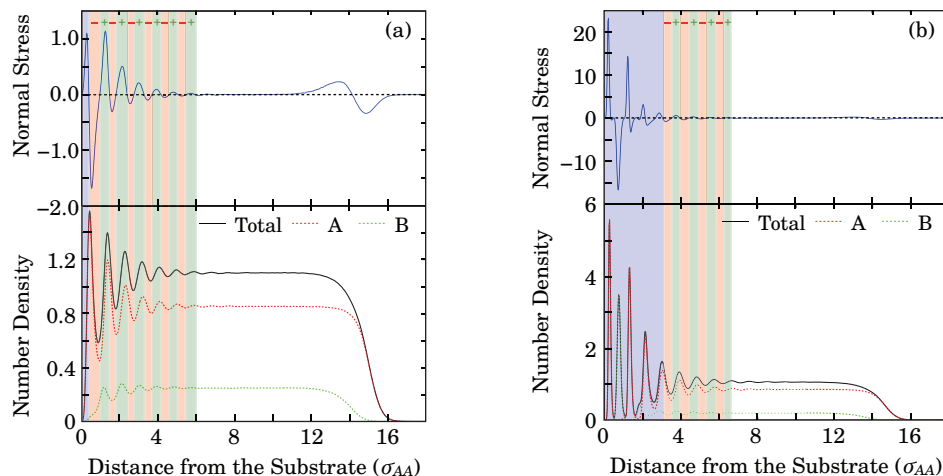 (a)
Normal Stress
1.0
0.0
−1.0
−2.0
− + − + − + − + − + − +
Total A B
Number Density
1.2
0.8
0.4
0
0 4 8 12 16
Distance from the Substrate (σAA)
(b)
Normal Stress
20
10
0
−10
− + − + − + − +
Total A B
Number Density
6
4
2
0
0 4 8 12 16
Distance from the Substrate (σAA)